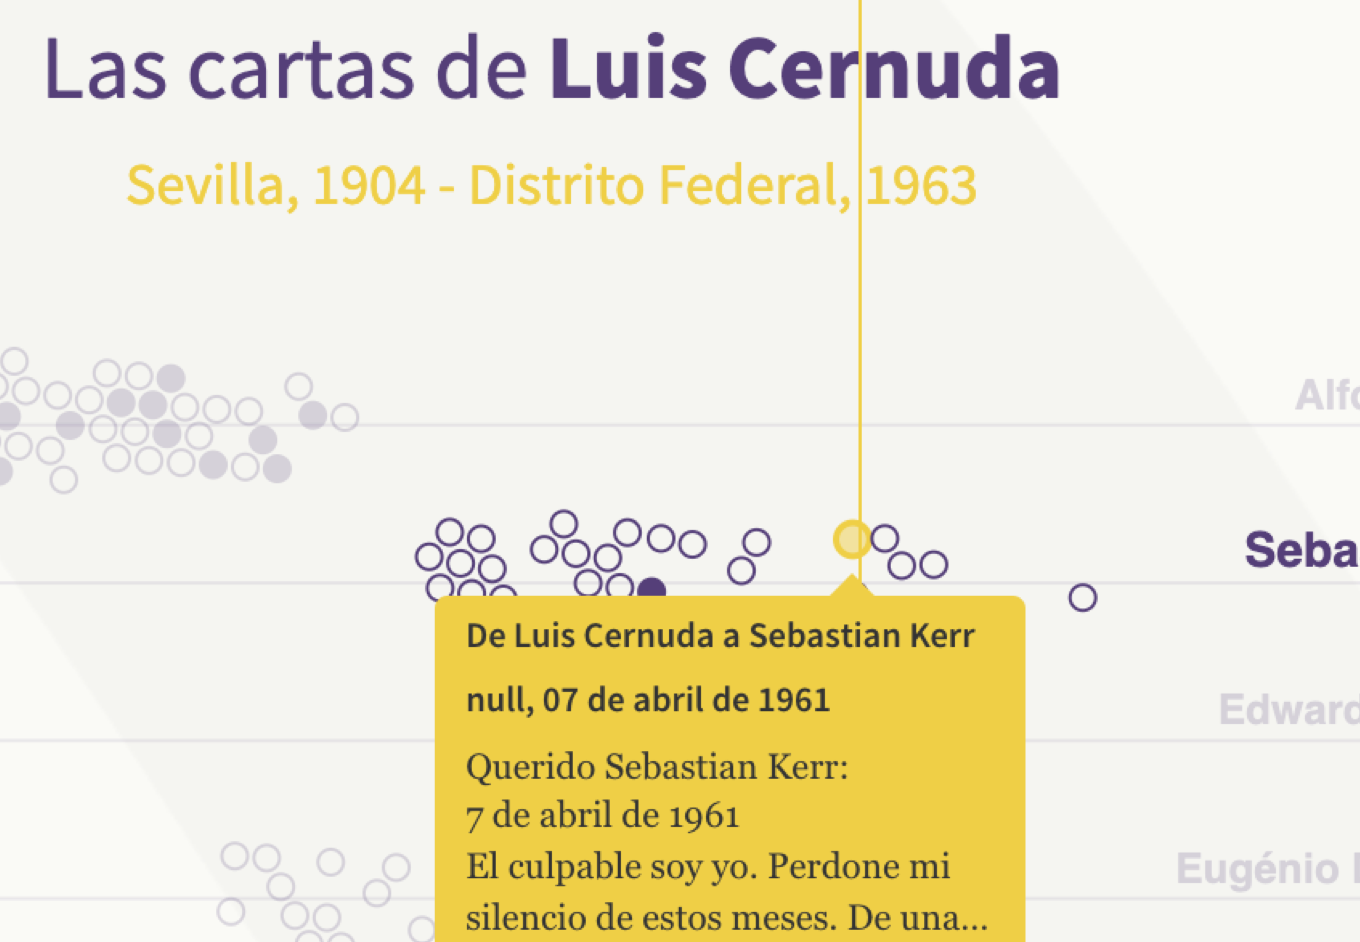 Las cartas de Luis Cernuda
Sevilla, 1904 - Distrito Federal, 1963
Alfo
Seba
De Luis Cernuda a Sebastian Kerr
null, 07 de abril de 1961
Querido Sebastian Kerr:
7 de abril de 1961
El culpable soy yo. Perdone mi
silencio de estos meses. De una...
Edward
Eugénio